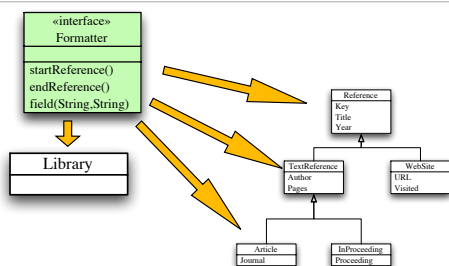 «interface»
Formatter
startReference()
endReference()
field(String,String)
Library
Reference
Key
Title
Year
TextReference
Author
Pages
WebSite
URL
Visited
Article
Journal
InProceeding
Proceeding